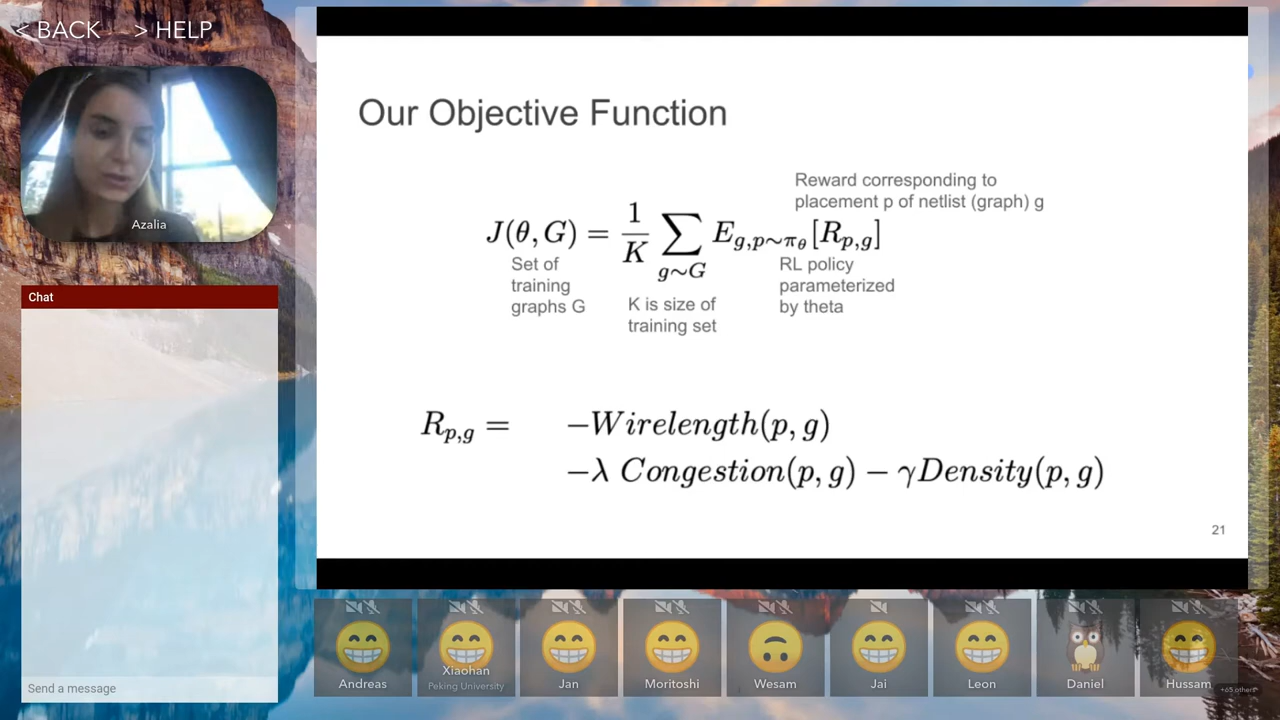 < BACK
> HELP
Azalia
Chat
Send a message
Our Objective Function
Reward corresponding to
placement p of netlist (graph) g
J(θ, G) = 1/K ∑_{g∼G} E_{g,p∼π_θ} [R_{p,g}]
Set of
training
graphs G
K is size of
training set
RL policy
parameterized
by theta
R_{p,g} = −Wirelength(p, g)
−λ Congestion(p, g) − γDensity(p, g)
21
Andreas
Xiaohan
Peking University
Jan
Moritoshi
Wesam
Jai
Leon
Daniel
Hussam
+65 others